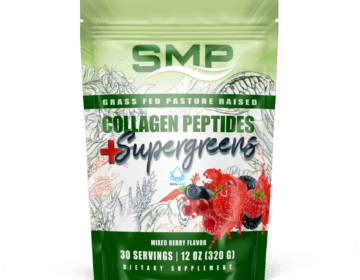 SMP
GRASS FED PASTURE RAISED
COLLAGEN PEPTIDES
+Supergreens
MIXED BERRY FLAVOR
30 SERVINGS | 12 OZ (320 G)
DIETARY SUPPLEMENT